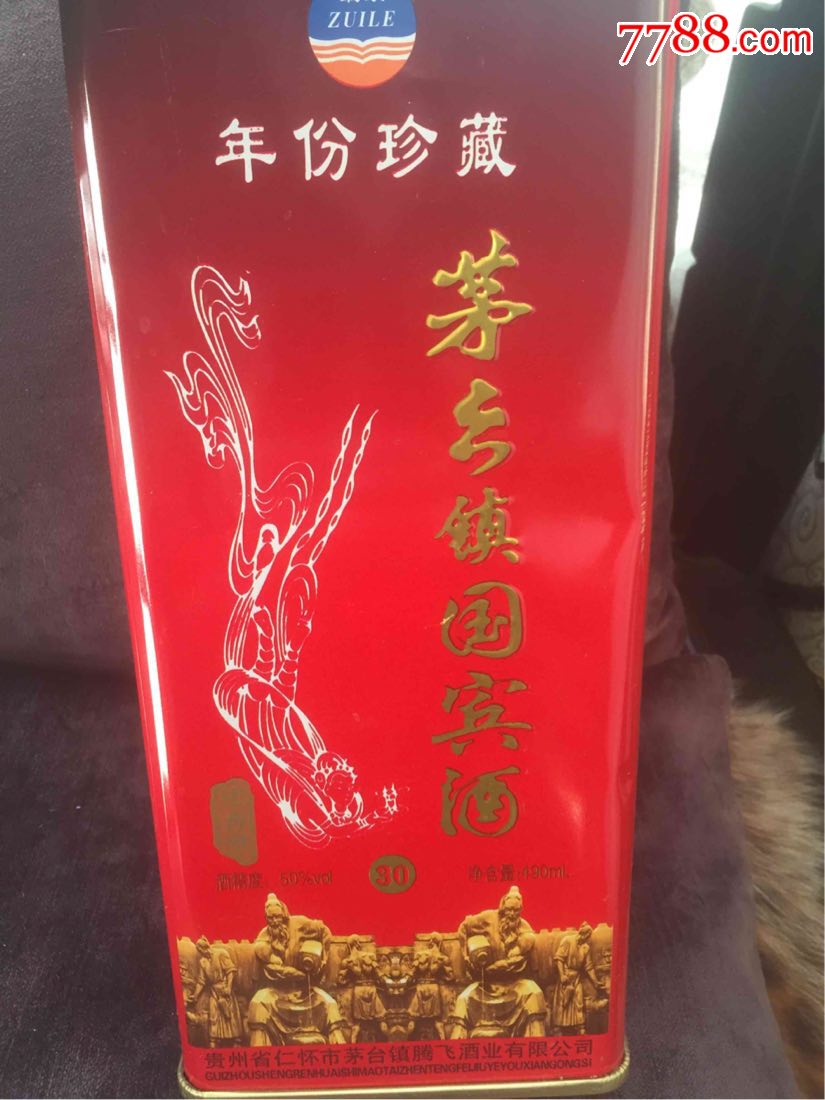 7788.com
ZUILE
年份珍藏
茅台镇国宾酒
酒精度：50%vol
30
净含量:490ml.
贵州省仁怀市茅台镇腾飞酒业有限公司
GUIZHOUSHENGRENHUAISHIMAOTAIZHENTENGFEIJIUYEYOUXIANGONGSI